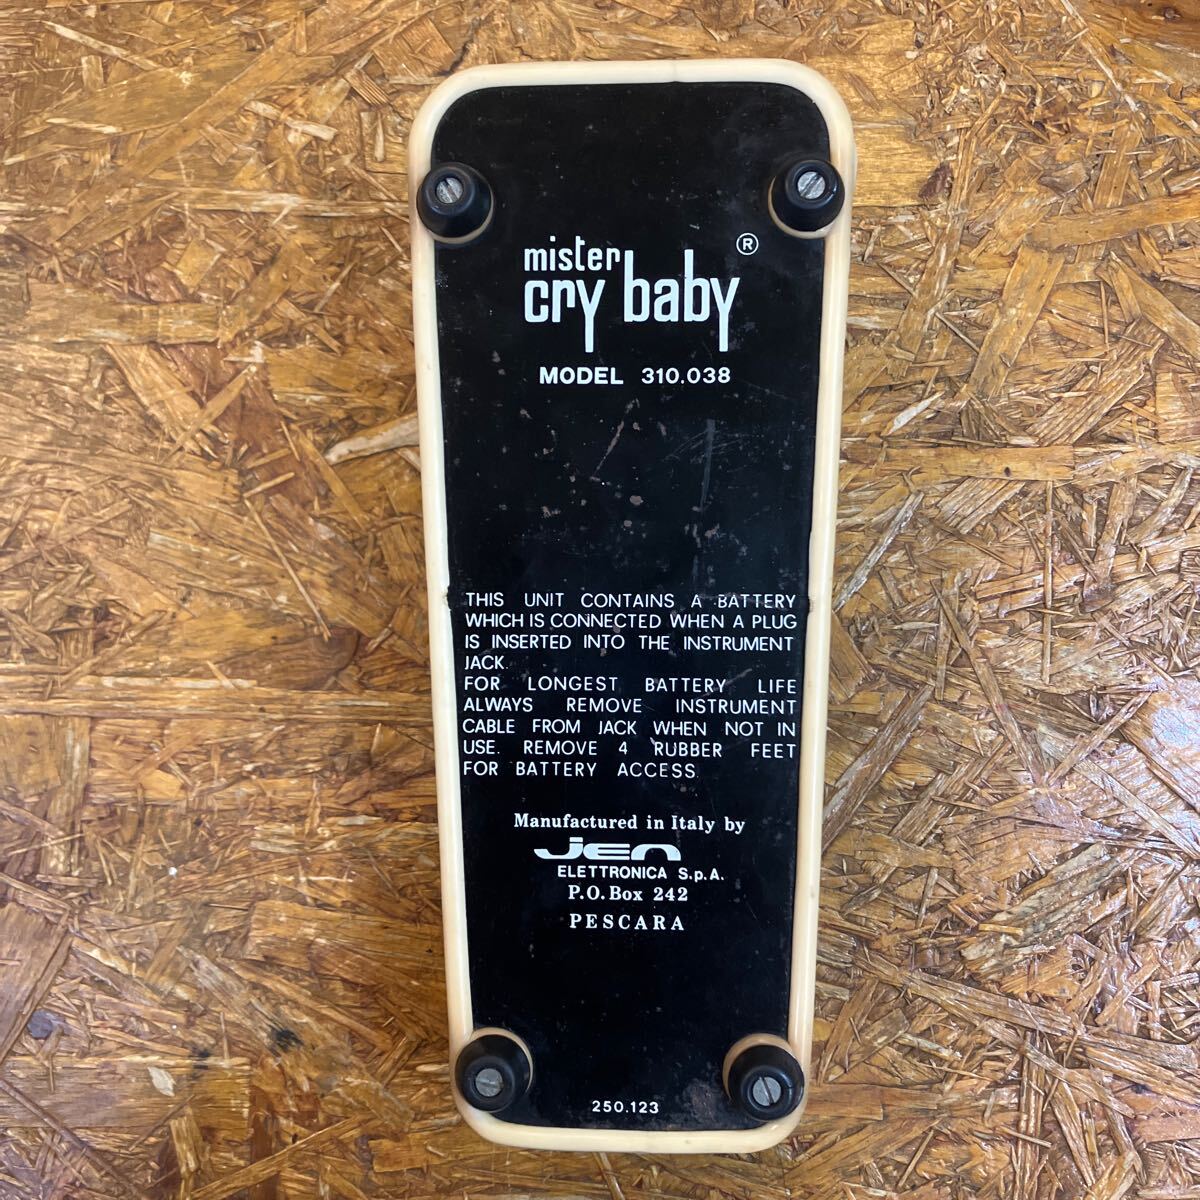 mister ®
cry baby
MODEL 310.038
THIS UNIT CONTAINS A BATTERY
WHICH IS CONNECTED WHEN A PLUG
IS INSERTED INTO THE INSTRUMENT
JACK.
FOR LONGEST BATTERY LIFE
ALWAYS REMOVE INSTRUMENT
CABLE FROM JACK WHEN NOT IN
USE. REMOVE 4 RUBBER FEET
FOR BATTERY ACCESS.
Manufactured in Italy by
Jen
ELETTRONICA S.p.A.
P.O. Box 242
PESCARA
250.123